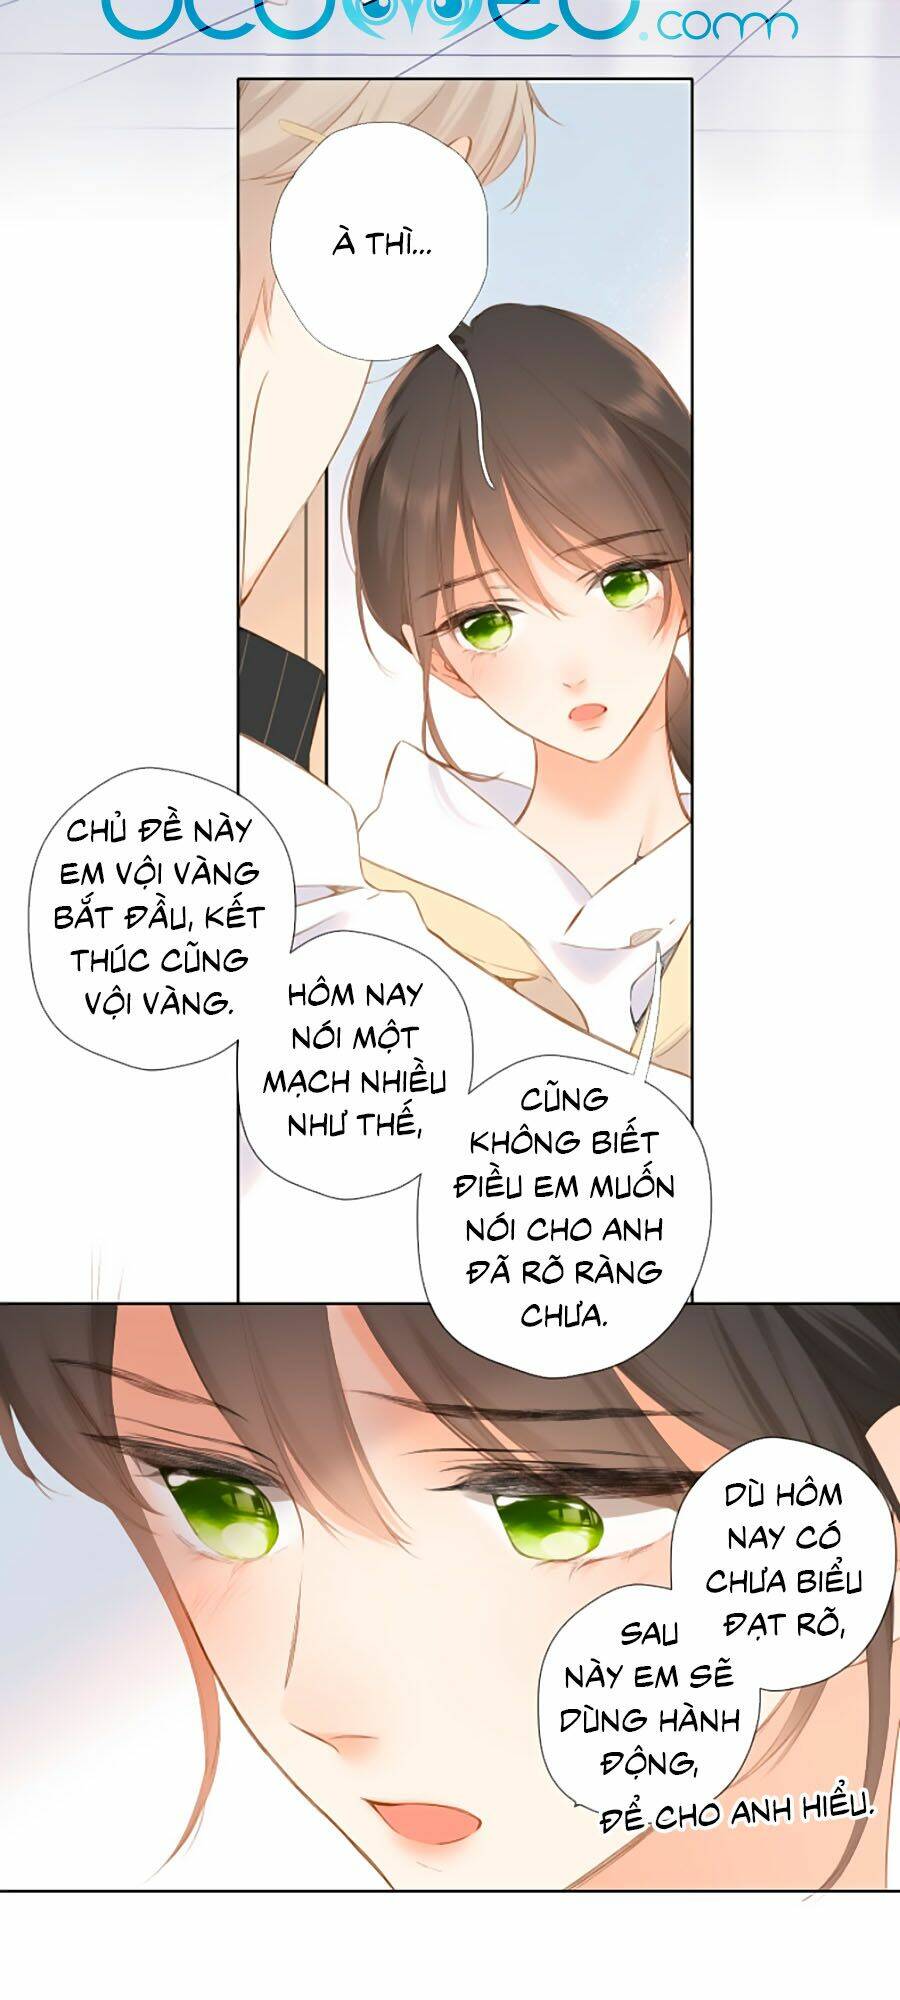 ocoweo.comn
À THÌ...
CHỦ ĐỀ NÀY
EM VỘI VÀNG
BẮT ĐẦU, KẾT
THÚC CŨNG
VỘI VÀNG.
HÔM NAY
NÓI MỘT
MẠCH NHIỀU
NHƯ THẾ,
CŨNG
KHÔNG BIẾT
ĐIỀU EM MUỐN
NÓI CHO ANH
ĐÃ RÕ RÀNG
CHƯA.
DÙ HÔM
NAY CÓ
CHƯA BIỂU
ĐẠT RÕ,
SAU
NÀY EM SẼ
DÙNG HÀNH
ĐỘNG,
ĐỂ CHO ANH HIỂU.